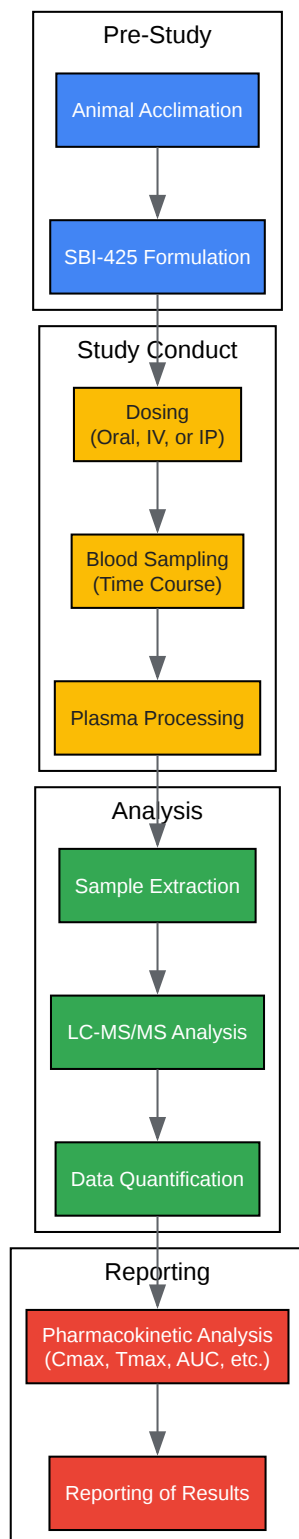 Pre-Study
Animal Acclimation
SBI-425 Formulation
Study Conduct
Dosing
(Oral, IV, or IP)
Blood Sampling
(Time Course)
Plasma Processing
Analysis
Sample Extraction
LC-MS/MS Analysis
Data Quantification
Reporting
Pharmacokinetic Analysis
(Cmax, Tmax, AUC, etc.)
Reporting of Results